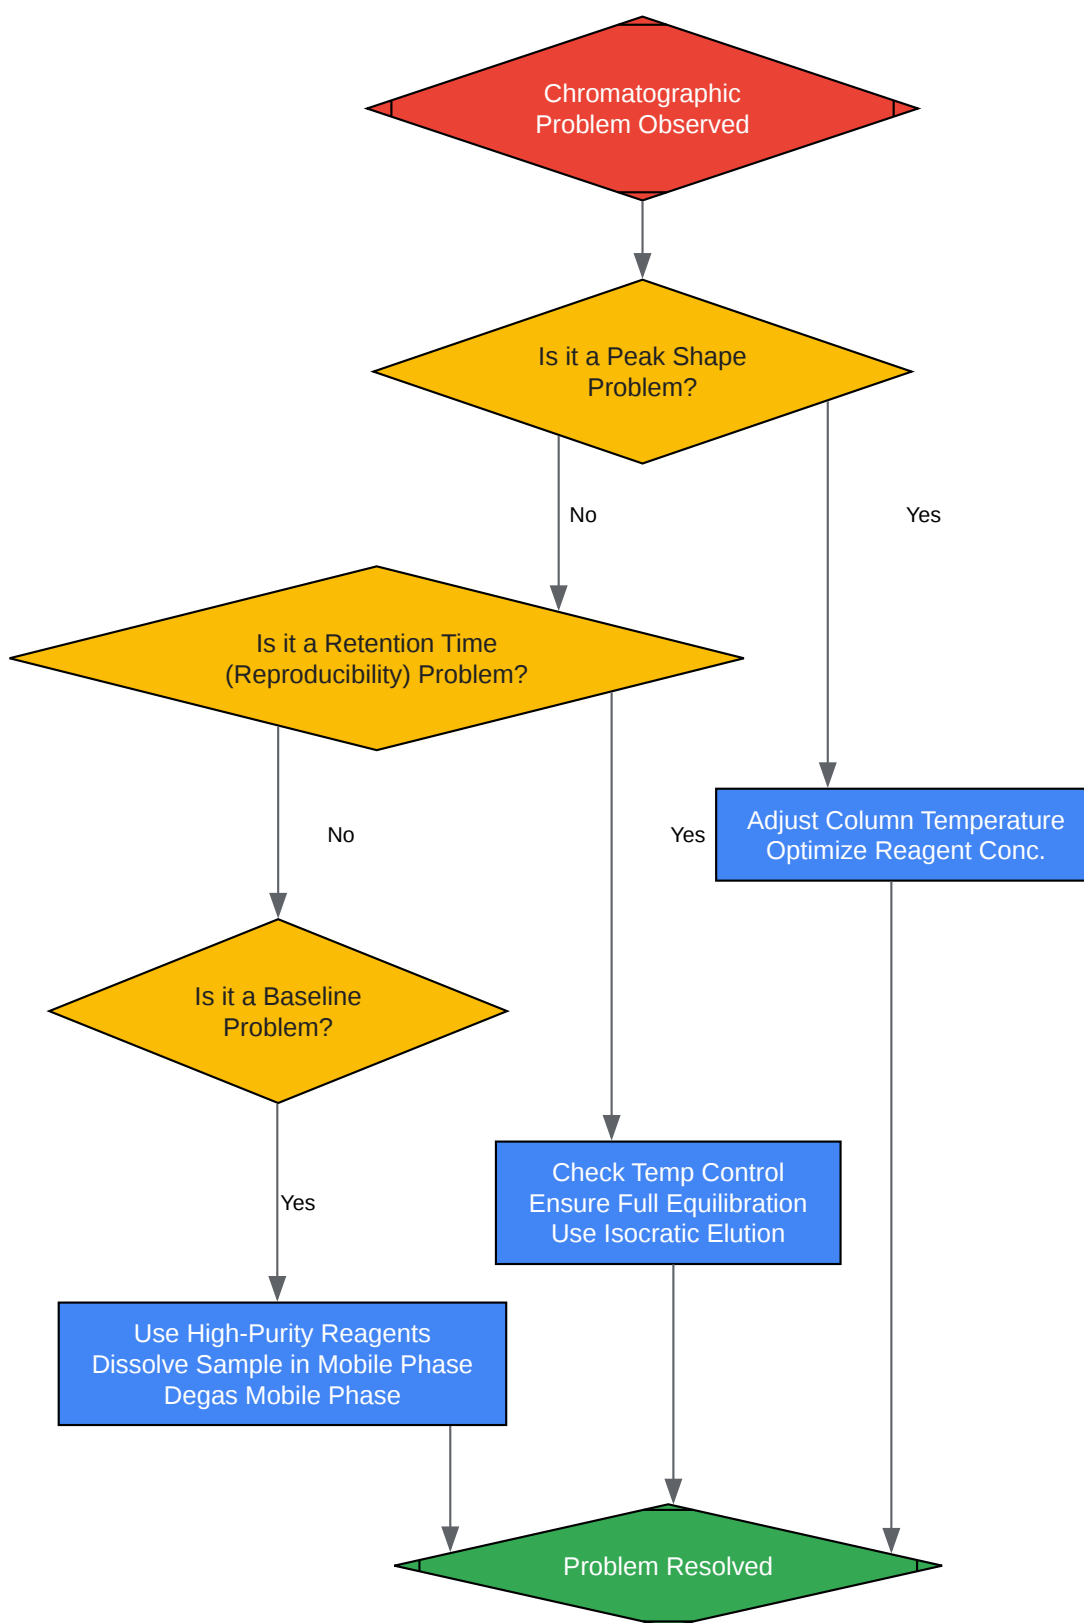 Chromatographic
Problem Observed
Is it a Peak Shape
Problem?
No
Yes
Is it a Retention Time
(Reproducibility) Problem?
No
Yes
Adjust Column Temperature
Optimize Reagent Conc.
Is it a Baseline
Problem?
Yes
Check Temp Control
Ensure Full Equilibration
Use Isocratic Elution
Use High-Purity Reagents
Dissolve Sample in Mobile Phase
Degas Mobile Phase
Problem Resolved